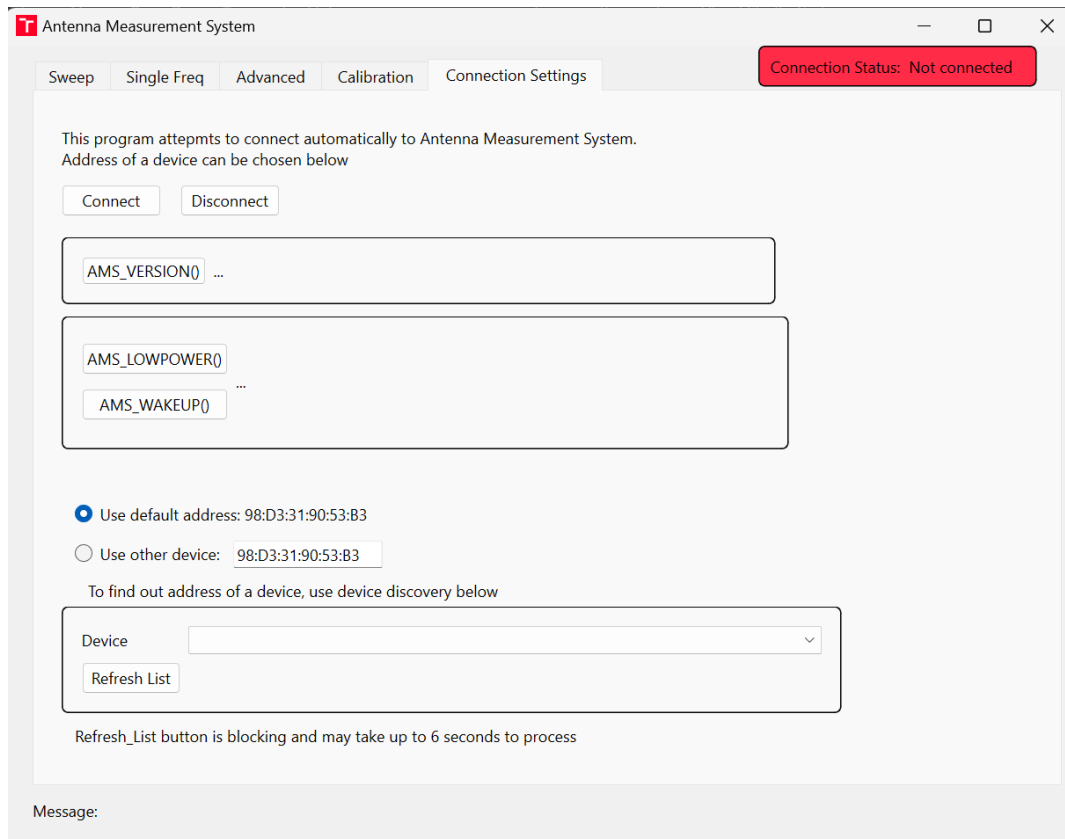 T Antenna Measurement System
Sweep Single Freq Advanced Calibration Connection Settings
Connection Status: Not connected
This program attepmts to connect automatically to Antenna Measurement System.
Address of a device can be chosen below
Connect Disconnect
AMS_VERSION() ...
AMS_LOWPOWER()
...
AMS_WAKEUP()
Use default address: 98:D3:31:90:53:B3
Use other device: 98:D3:31:90:53:B3
To find out address of a device, use device discovery below
Device
Refresh List
Refresh_List button is blocking and may take up to 6 seconds to process
Message: